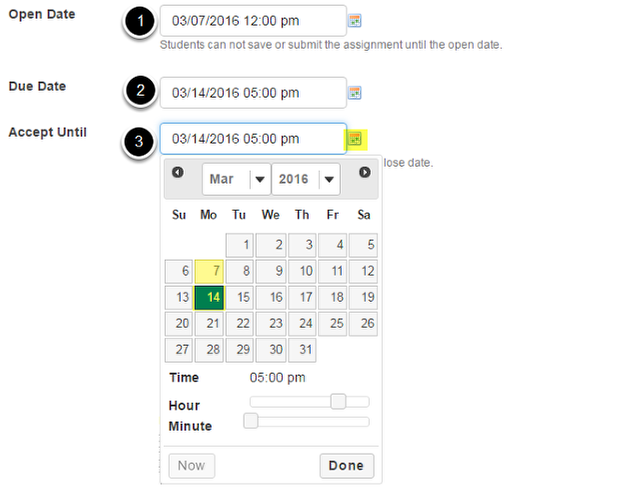 Open Date 1 03/07/2016 12:00 pm
Students can not save or submit the assignment until the open date.
Due Date 2 03/14/2016 05:00 pm
Accept Until 3 03/14/2016 05:00 pm
lose date.
Mar 2016
Su Mo Tu We Th Fr Sa
1 2 3 4 5
6 7 8 9 10 11 12
13 14 15 16 17 18 19
20 21 22 23 24 25 26
27 28 29 30 31
Time 05:00 pm
Hour
Minute
Now Done